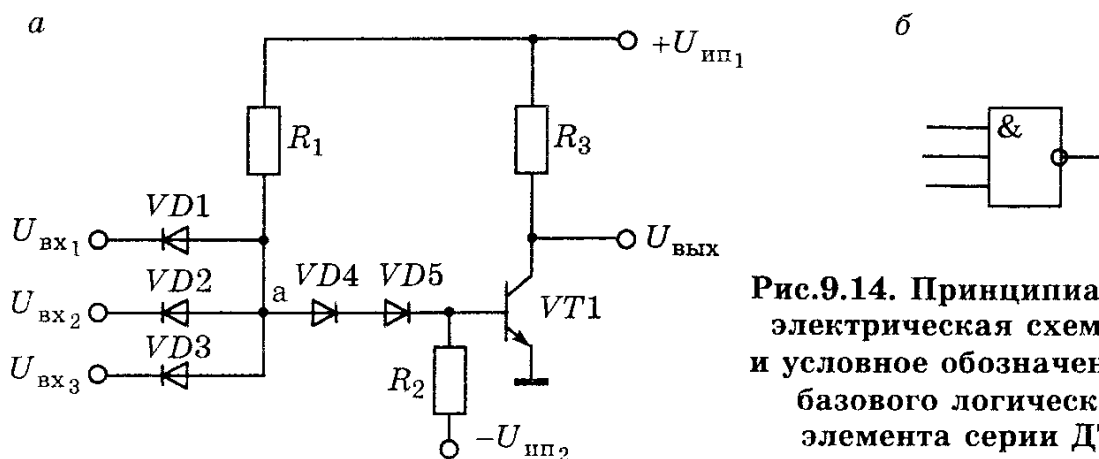 а
б
+Uип1
R1
R3
VD1
Uвх1
Uвых
VD2
VD4
VD5
a
Uвх2
VT1
VD3
Uвх3
R2
−Uип2
&
Рис.9.14. Принципиа
электрическая схем
и условное обозначен
базового логическ
элемента серии ДТ